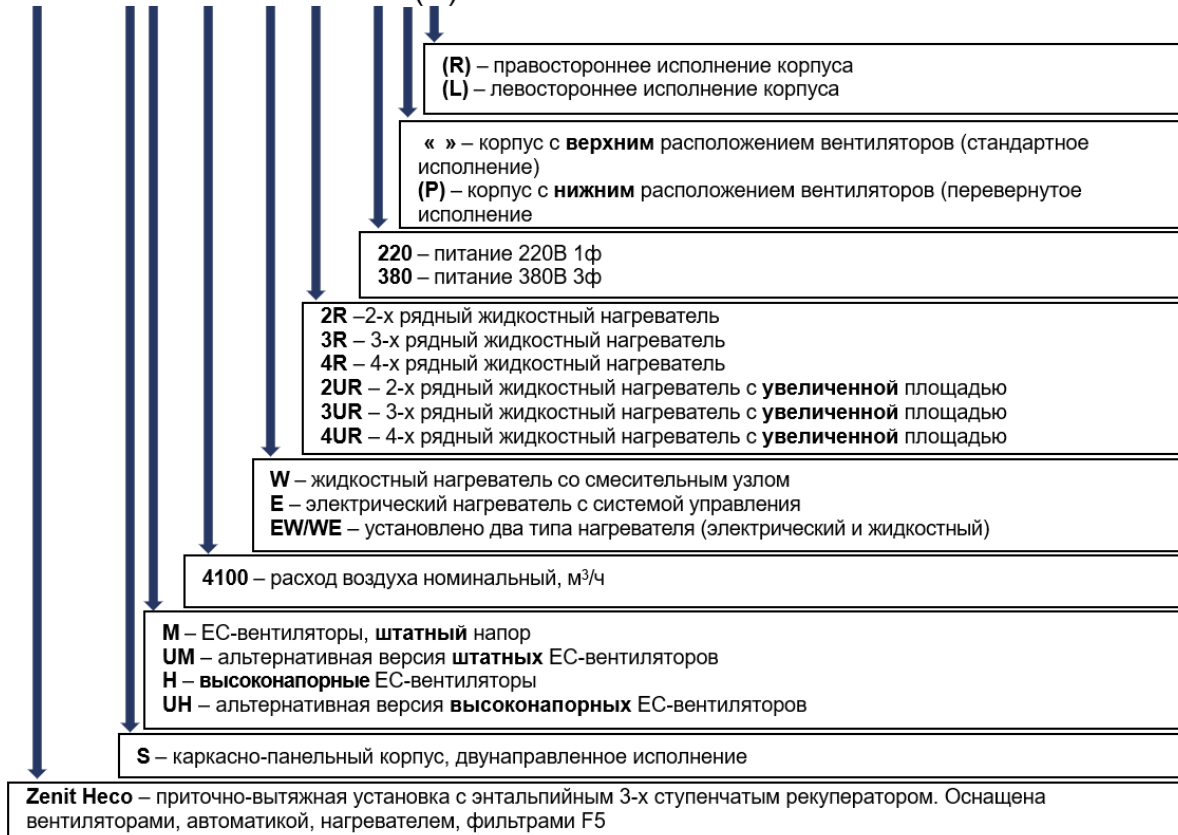 (R) – правостороннее исполнение корпуса
(L) – левостороннее исполнение корпуса
« » – корпус с верхним расположением вентиляторов (стандартное
исполнение)
(P) – корпус с нижним расположением вентиляторов (перевернутое
исполнение
220 – питание 220В 1ф
380 – питание 380В 3ф
2R –2-х рядный жидкостный нагреватель
3R – 3-х рядный жидкостный нагреватель
4R – 4-х рядный жидкостный нагреватель
2UR – 2-х рядный жидкостный нагреватель с увеличенной площадью
3UR – 3-х рядный жидкостный нагреватель с увеличенной площадью
4UR – 4-х рядный жидкостный нагреватель с увеличенной площадью
W – жидкостный нагреватель со смесительным узлом
E – электрический нагреватель с системой управления
EW/WE – установлено два типа нагревателя (электрический и жидкостный)
4100 – расход воздуха номинальный, м³/ч
M – EC-вентиляторы, штатный напор
UM – альтернативная версия штатных EC-вентиляторов
H – высоконапорные EC-вентиляторы
UH – альтернативная версия высоконапорных EC-вентиляторов
S – каркасно-панельный корпус, двунаправленное исполнение
Zenit Heco – приточно-вытяжная установка с энтальпийным 3-х ступенчатым рекуператором. Оснащена
вентиляторами, автоматикой, нагревателем, фильтрами F5